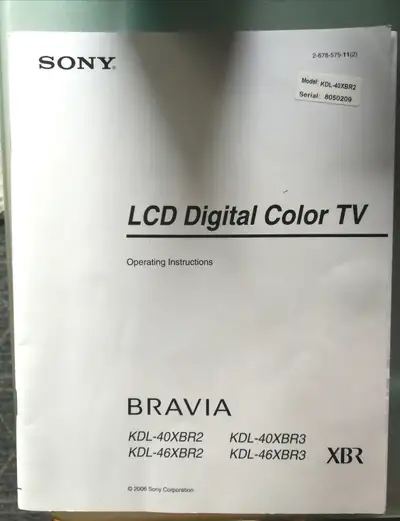 SONY®
2-678-575-11(2)
Model: KDL-40XBR2
Serial: 8050209
LCD Digital Color TV
Operating Instructions
BRAVIA
KDL-40XBR2 KDL-40XBR3
KDL-46XBR2 KDL-46XBR3
XBR
© 2006 Sony Corporation